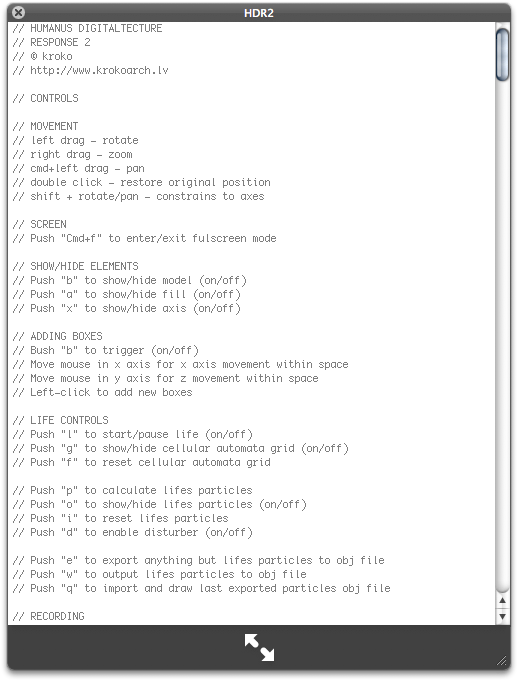 HDR2
// HUMANUS DIGITALTECTURE
// RESPONSE 2
// © kroko
// http://www.krokoarch.lv
// CONTROLS
// MOVEMENT
// left drag - rotate
// right drag - zoom
// cmd+left drag - pan
// double click - restore original position
// shift + rotate/pan - constrains to axes
// SCREEN
// Push "Cmd+f" to enter/exit fulscreen mode
// SHOW/HIDE ELEMENTS
// Push "b" to show/hide model (on/off)
// Push "a" to show/hide fill (on/off)
// Push "x" to show/hide axis (on/off)
// ADDING BOXES
// Bush "b" to trigger (on/off)
// Move mouse in x axis for x axis movement within space
// Move mouse in y axis for z movement within space
// Left-click to add new boxes
// LIFE CONTROLS
// Push "l" to start/pause life (on/off)
// Push "g" to show/hide cellular automata grid (on/off)
// Push "f" to reset cellular automata grid
// Push "p" to calculate lifes particles
// Push "o" to show/hide lifes particles (on/off)
// Push "i" to reset lifes particles
// Push "d" to enable disturber (on/off)
// Push "e" to export anything but lifes particles to obj file
// Push "w" to output lifes particles to obj file
// Push "q" to import and draw last exported particles obj file
// RECORDING